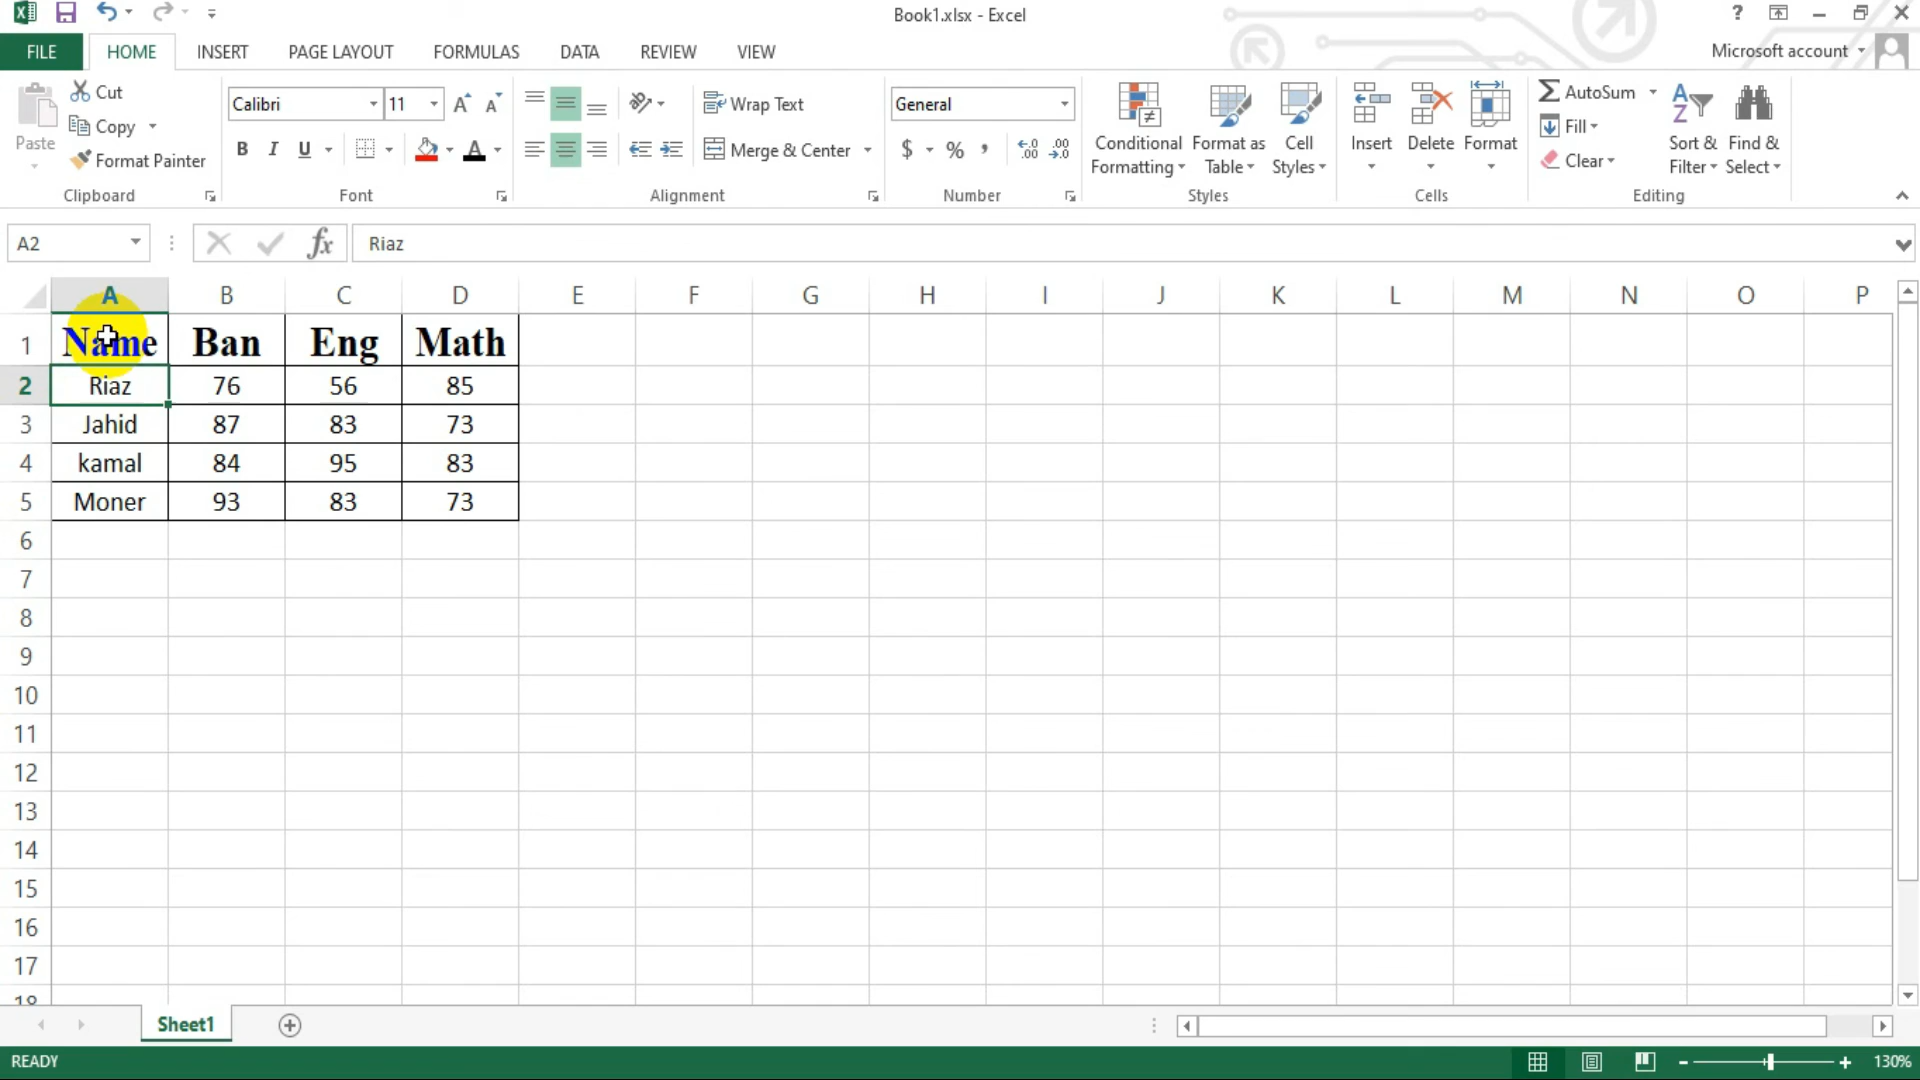 Book1.xlsx - Excel
?
FILE HOME INSERT PAGE LAYOUT FORMULAS DATA REVIEW VIEW Microsoft account
Paste Cut Copy Format Painter
Calibri 11
B I U
Wrap Text
Merge & Center
General
$ % ,
Conditional Formatting Format as Table Cell Styles
Insert Delete Format
AutoSum
Fill
Clear
Sort & Filter Find & Select
Clipboard Font Alignment Number Styles Cells Editing
A2 fx Riaz
A B C D E F G H I J K L M N O P
1 Name Ban Eng Math
2 Riaz 76 56 85
3 Jahid 87 83 73
4 kamal 84 95 83
5 Moner 93 83 73
6
7
8
9
10
11
12
13
14
15
16
17
18
Sheet1
READY 130%